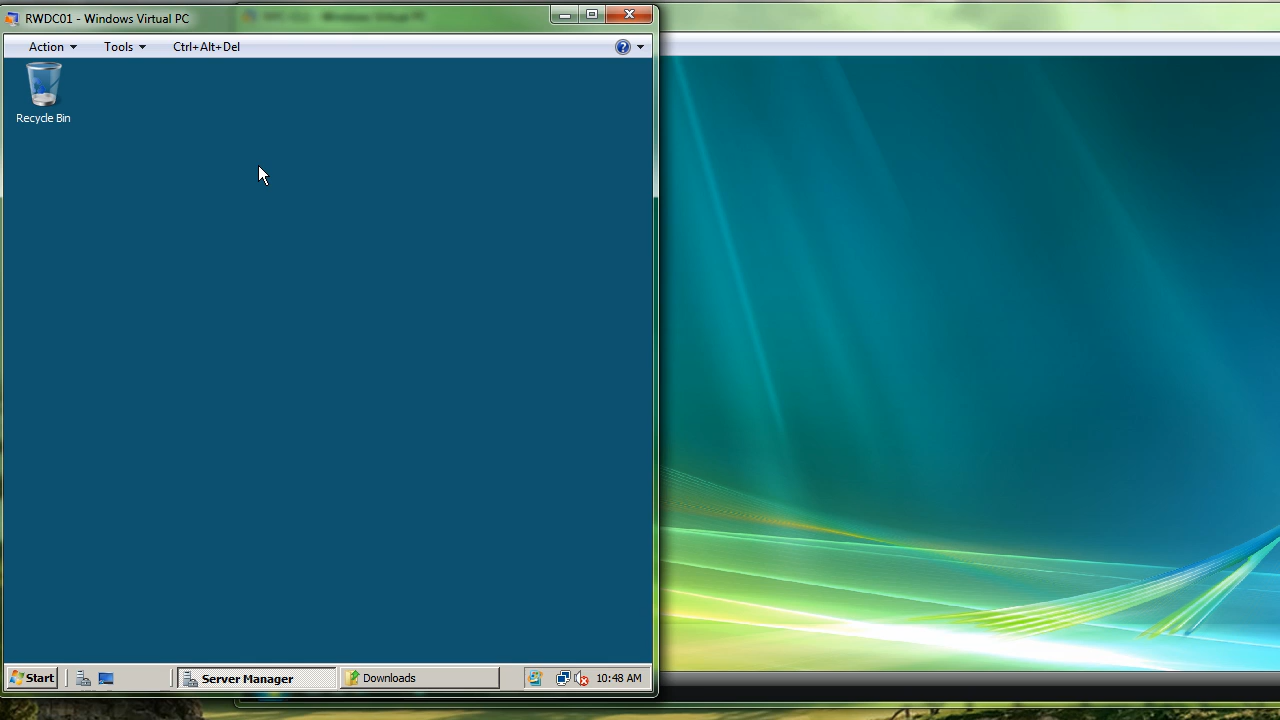 RWDC01 - Windows Virtual PC
Action Tools Ctrl+Alt+Del
Recycle Bin
Start Server Manager Downloads 10:48 AM